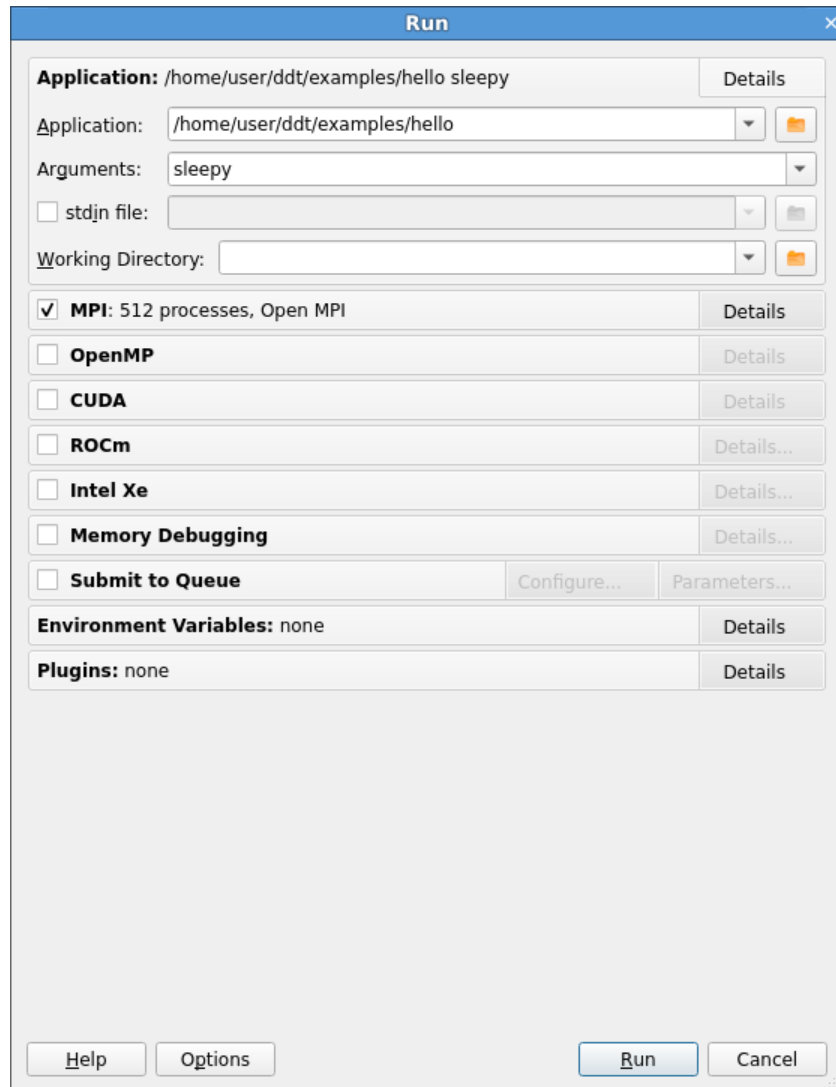 Run
Application: /home/user/ddt/examples/hello sleepy Details
Application: /home/user/ddt/examples/hello
Arguments: sleepy
stdin file:
Working Directory:
MPI: 512 processes, Open MPI Details
OpenMP Details
CUDA Details
ROCm Details...
Intel Xe Details...
Memory Debugging Details...
Submit to Queue Configure... Parameters...
Environment Variables: none Details
Plugins: none Details
Help Options Run Cancel